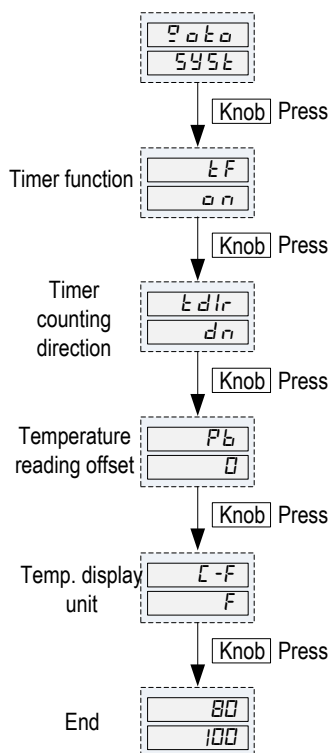 SYSt
Knob Press
Timer function
tF
on
Knob Press
Timer
counting
direction
tdIr
dn
Knob Press
Temperature
reading offset
Pb
0
Knob Press
Temp. display
unit
C-F
F
Knob Press
End
80
100